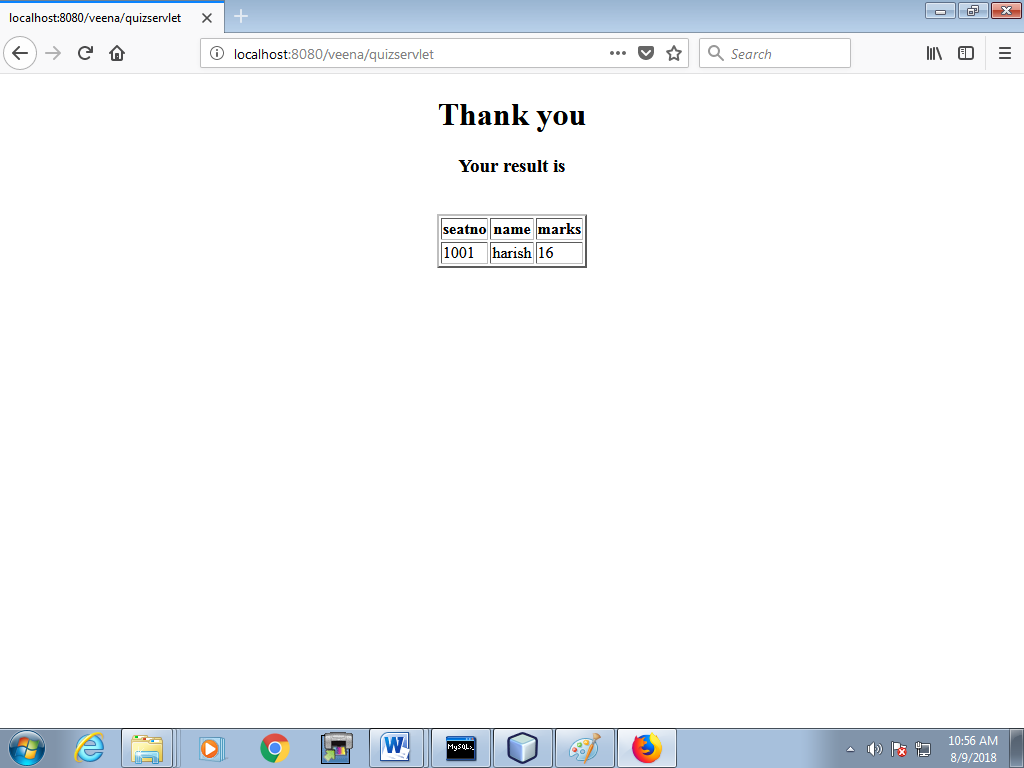 localhost:8080/veena/quizservlet
localhost:8080/veena/quizservlet
Search
Thank you
Your result is
seatno name marks
1001 harish 16
W
MySQL
10:56 AM
8/9/2018